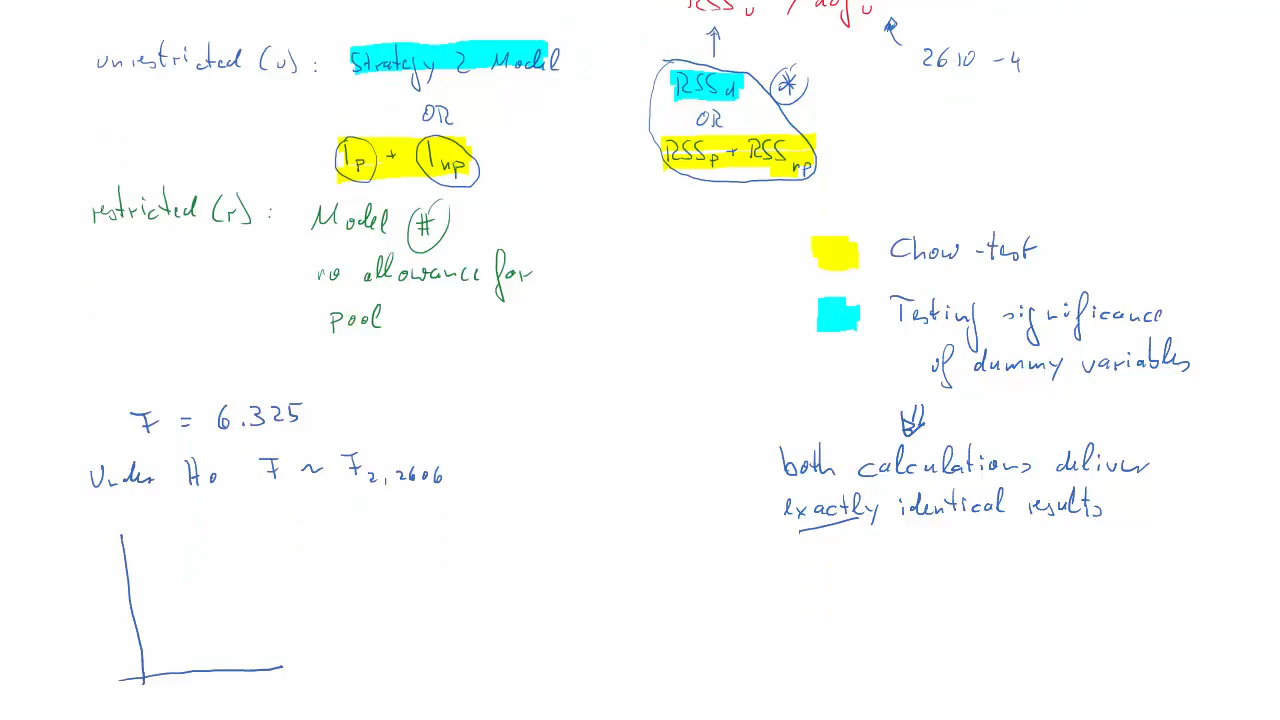 RSS_u / dof_u
unrestricted (u) : Strategy 2 Model
2610 - 4
RSS_u *
OR
OR
1_p + 1_np
RSS_p + RSS_np
restricted (r) : Model #
no allowance for
pool
Chow-test
Testing significance
of dummy variables
F = 6.325
Under H0 F ~ F_2,2606
both calculations deliver
exactly identical results